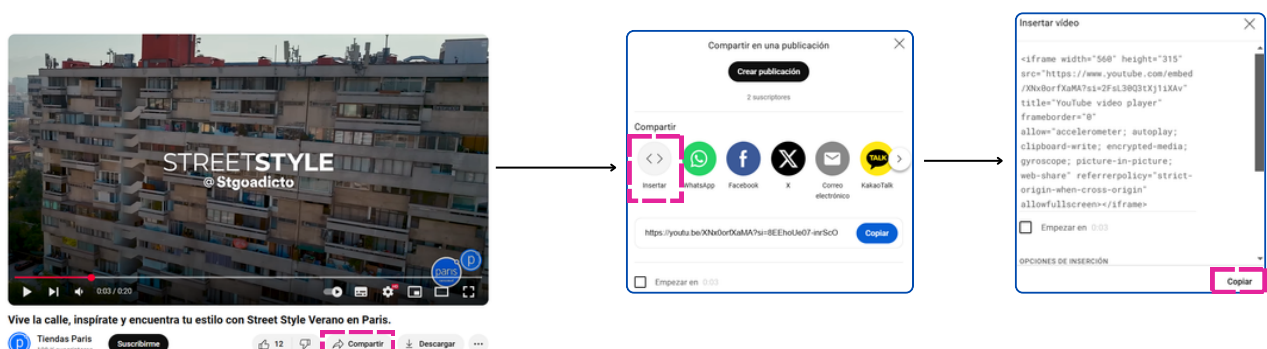 STREETSTYLE
@Stgoadicto
paris
0:03 / 0:20
Vive la calle, inspírate y encuentra tu estilo con Street Style Verano en Paris.
Tiendas Paris
Suscribirme
12
Compartir
Descargar
Compartir en una publicación
Crear publicación
2 suscriptores
Compartir
Insertar
WhatsApp
Facebook
X
Correo electrónico
TALK
KakaoTalk
https://youtu.be/XNx0orfXaMA?si=8EEhoUe07-inrScO
Copiar
Empezar en 0:03
Insertar vídeo
<iframe width="560" height="315"
src="https://www.youtube.com/embed
/XNx0orfXaMA?si=2FsL30Q3tXj1iXAv"
title="YouTube video player"
frameborder="0"
allow="accelerometer; autoplay;
clipboard-write; encrypted-media;
gyroscope; picture-in-picture;
web-share" referrerpolicy="strict-
origin-when-cross-origin"
allowfullscreen></iframe>
Empezar en 0:03
OPCIONES DE INSERCIÓN
Copiar